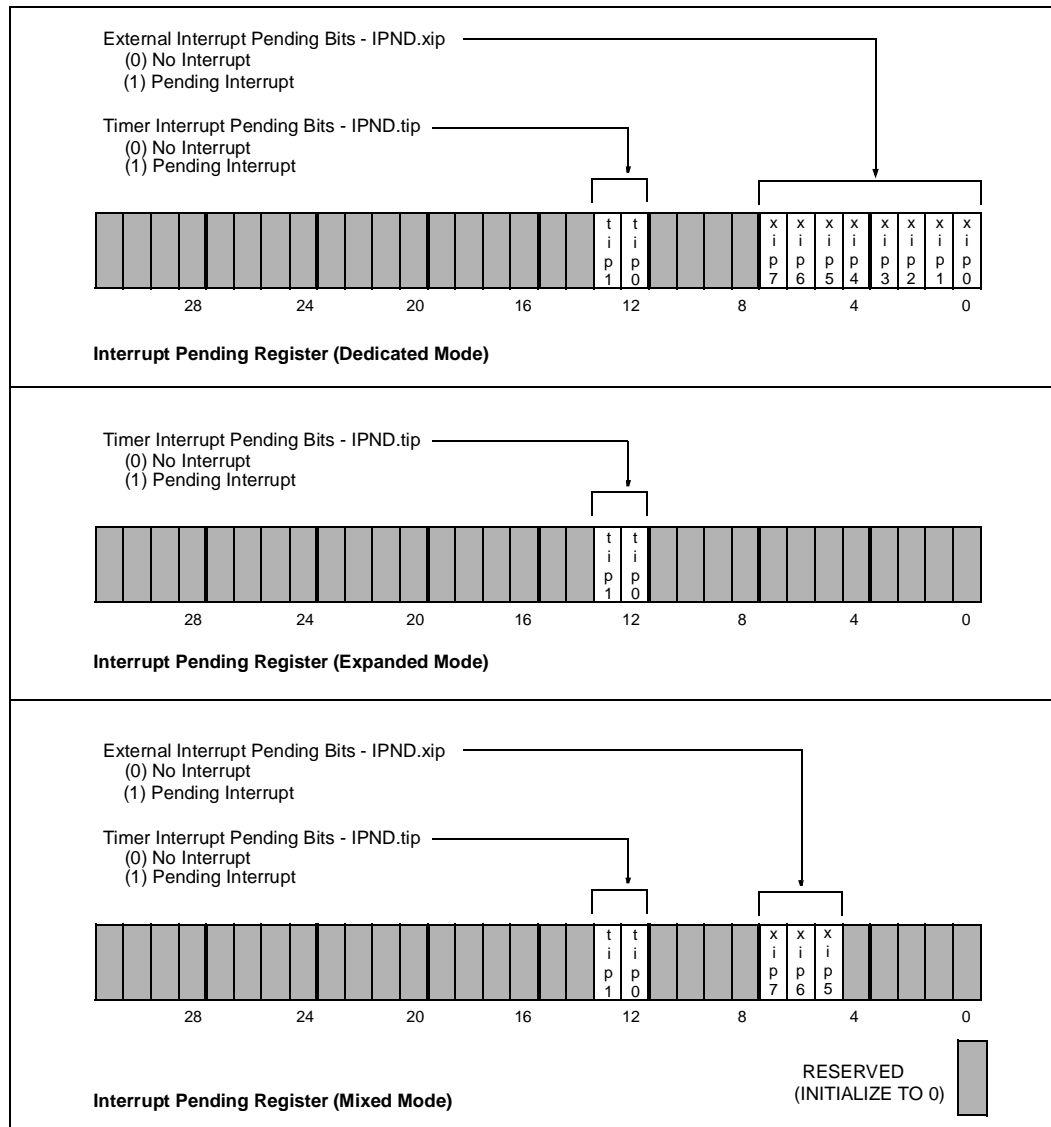 External Interrupt Pending Bits - IPND.xip
(0) No Interrupt
(1) Pending Interrupt
Timer Interrupt Pending Bits - IPND.tip
(0) No Interrupt
(1) Pending Interrupt
tip1 tip0 xip7 xip6 xip5 xip4 xip3 xip2 xip1 xip0
28 24 20 16 12 8 4 0
Interrupt Pending Register (Dedicated Mode)
Timer Interrupt Pending Bits - IPND.tip
(0) No Interrupt
(1) Pending Interrupt
tip1 tip0
28 24 20 16 12 8 4 0
Interrupt Pending Register (Expanded Mode)
External Interrupt Pending Bits - IPND.xip
(0) No Interrupt
(1) Pending Interrupt
Timer Interrupt Pending Bits - IPND.tip
(0) No Interrupt
(1) Pending Interrupt
tip1 tip0 xip7 xip6 xip5
28 24 20 16 12 8 4 0
RESERVED
(INITIALIZE TO 0)
Interrupt Pending Register (Mixed Mode)